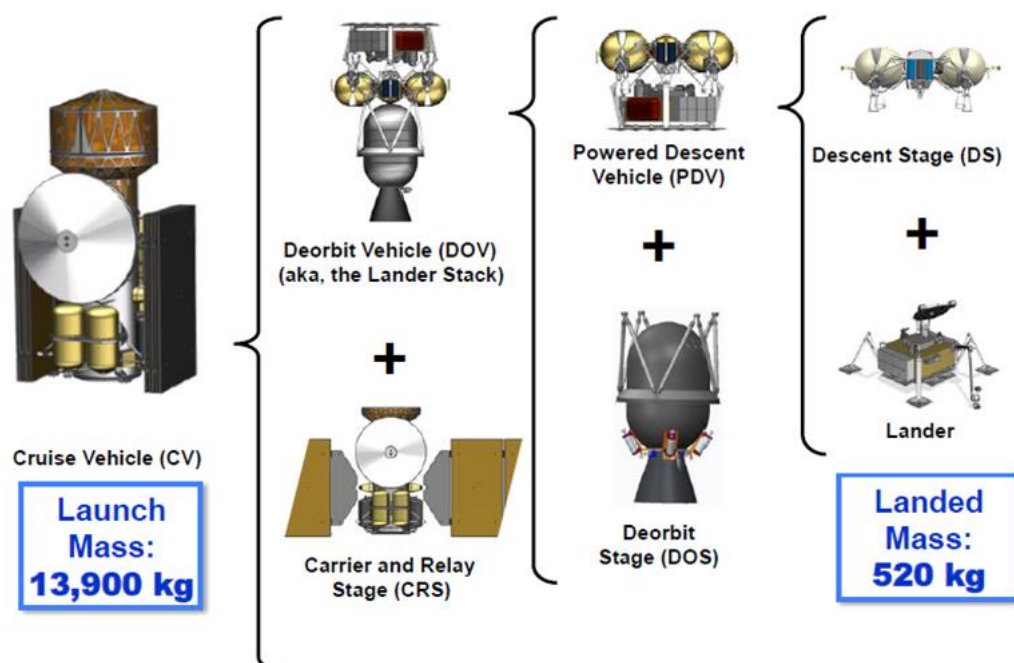 Cruise Vehicle (CV)
Launch
Mass:
13,900 kg
Deorbit Vehicle (DOV)
(aka, the Lander Stack)
+
Carrier and Relay
Stage (CRS)
Powered Descent
Vehicle (PDV)
+
Deorbit
Stage (DOS)
Descent Stage (DS)
+
Lander
Landed
Mass:
520 kg